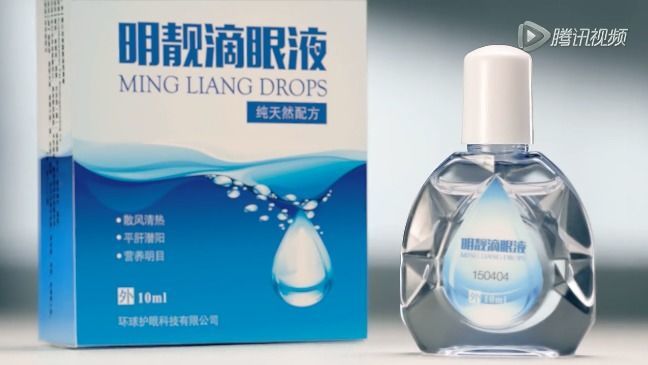 腾讯视频
明靓滴眼液
MING LIANG DROPS
纯天然配方
•散风清热
•平肝潜阳
•营养明目
外 10ml
环球护眼科技有限公司
明靓滴眼液
MING LIANG DROPS
150404
外 10ml